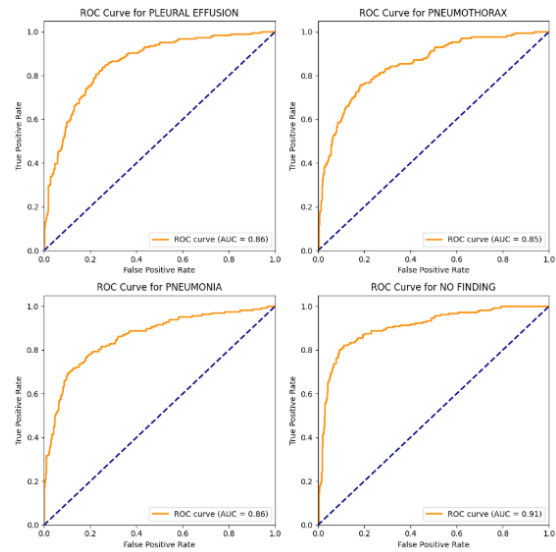 ROC Curve for PLEURAL EFFUSION
1.0
0.8
0.6
0.4
0.2
0.0
True Positive Rate
0.0 0.2 0.4 0.6 0.8 1.0
False Positive Rate
ROC curve (AUC = 0.86)
ROC Curve for PNEUMOTHORAX
1.0
0.8
0.6
0.4
0.2
0.0
True Positive Rate
0.0 0.2 0.4 0.6 0.8 1.0
False Positive Rate
ROC curve (AUC = 0.85)
ROC Curve for PNEUMONIA
1.0
0.8
0.6
0.4
0.2
0.0
True Positive Rate
0.0 0.2 0.4 0.6 0.8 1.0
False Positive Rate
ROC curve (AUC = 0.86)
ROC Curve for NO FINDING
1.0
0.8
0.6
0.4
0.2
0.0
True Positive Rate
0.0 0.2 0.4 0.6 0.8 1.0
False Positive Rate
ROC curve (AUC = 0.91)